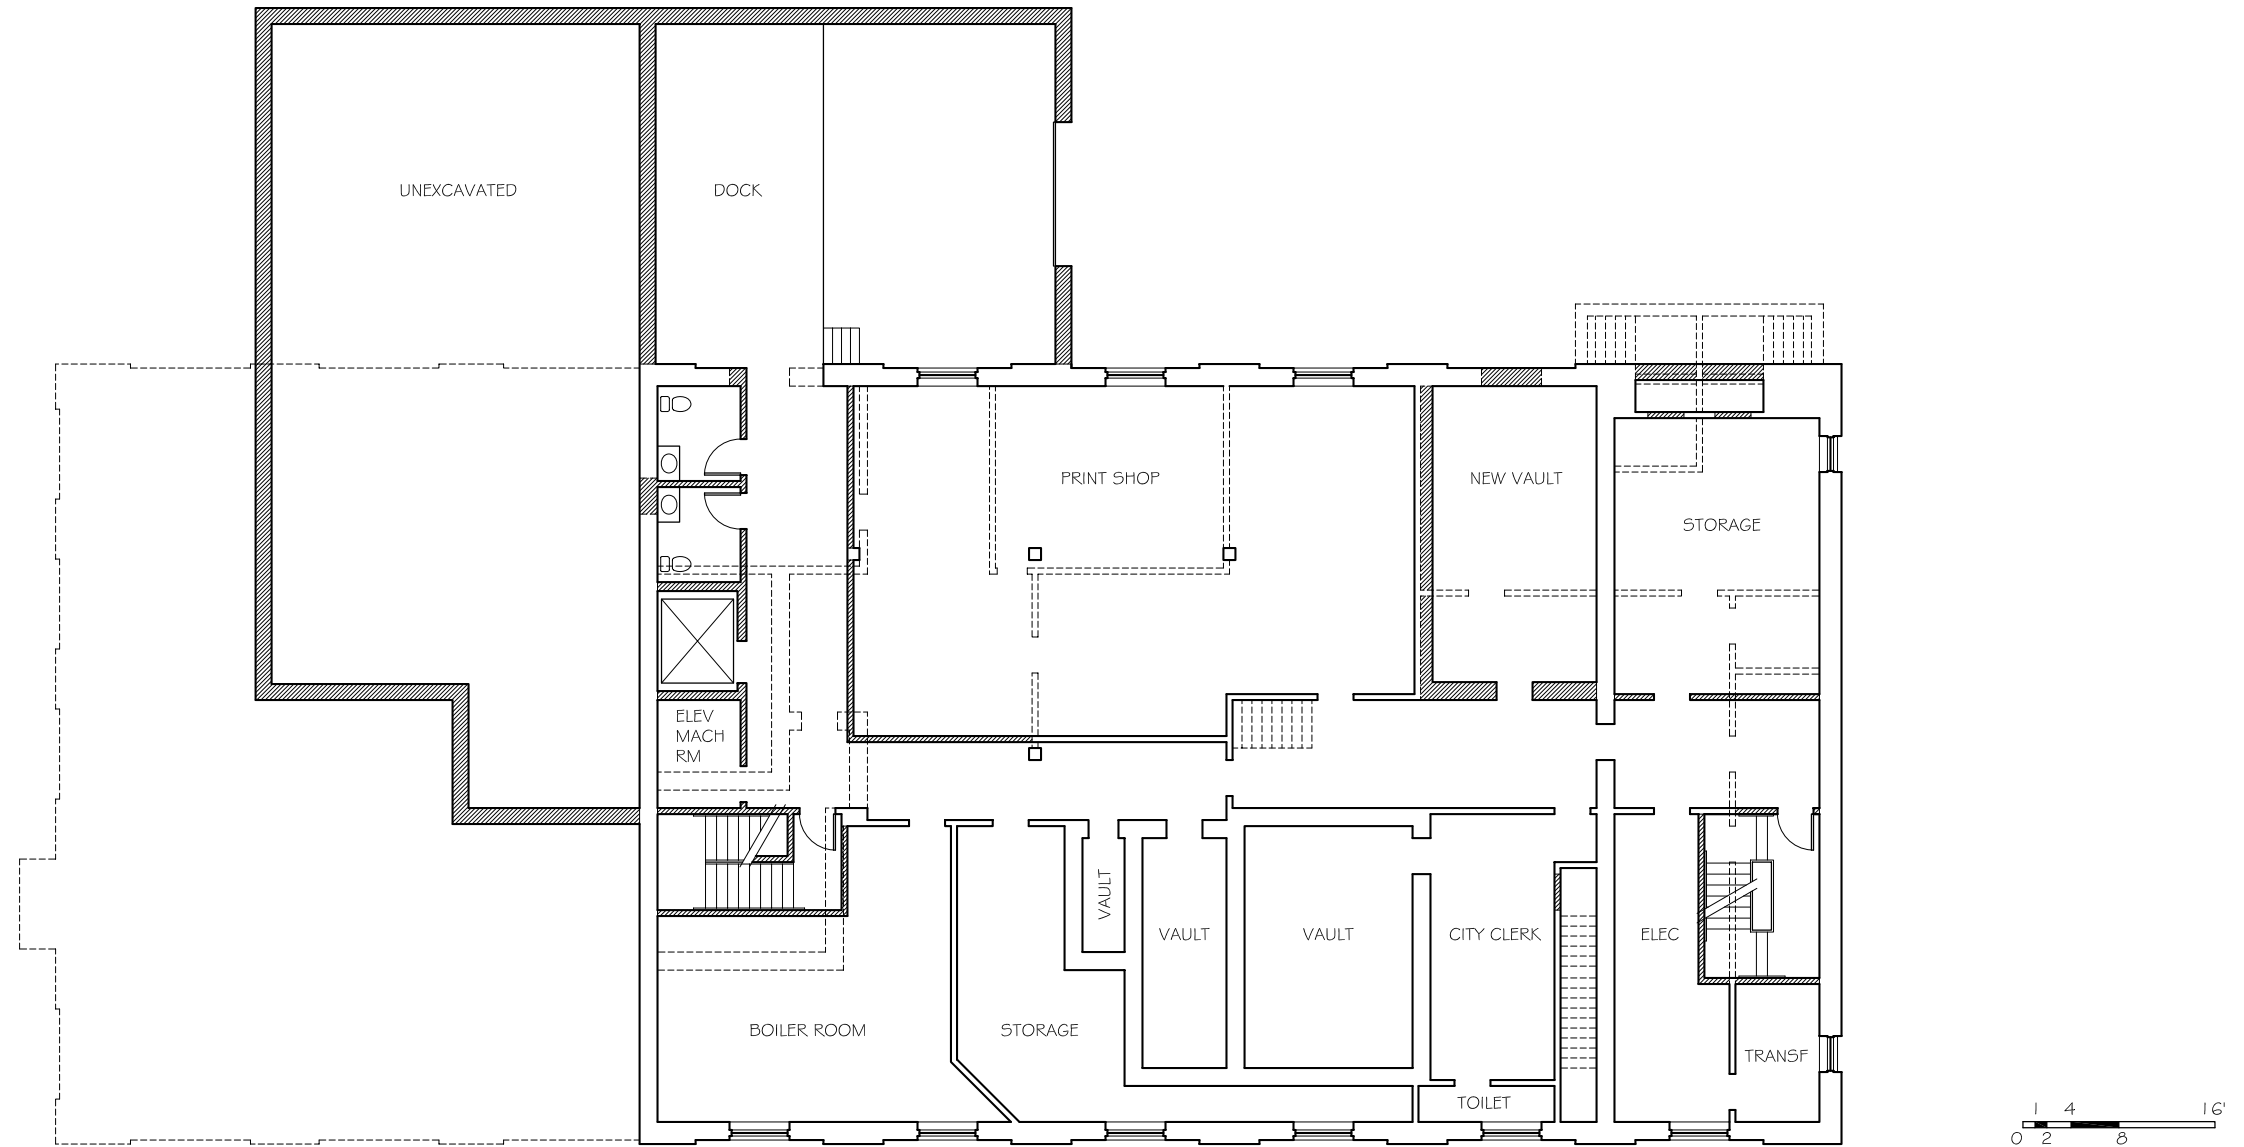 UNEXCAVATED
DOCK
PRINT SHOP
NEW VAULT
STORAGE
ELEV
MACH
RM
VAULT
VAULT
VAULT
CITY CLERK
ELEC
BOILER ROOM
STORAGE
TRANSF
TOILET
1 4 16'
0 2 8